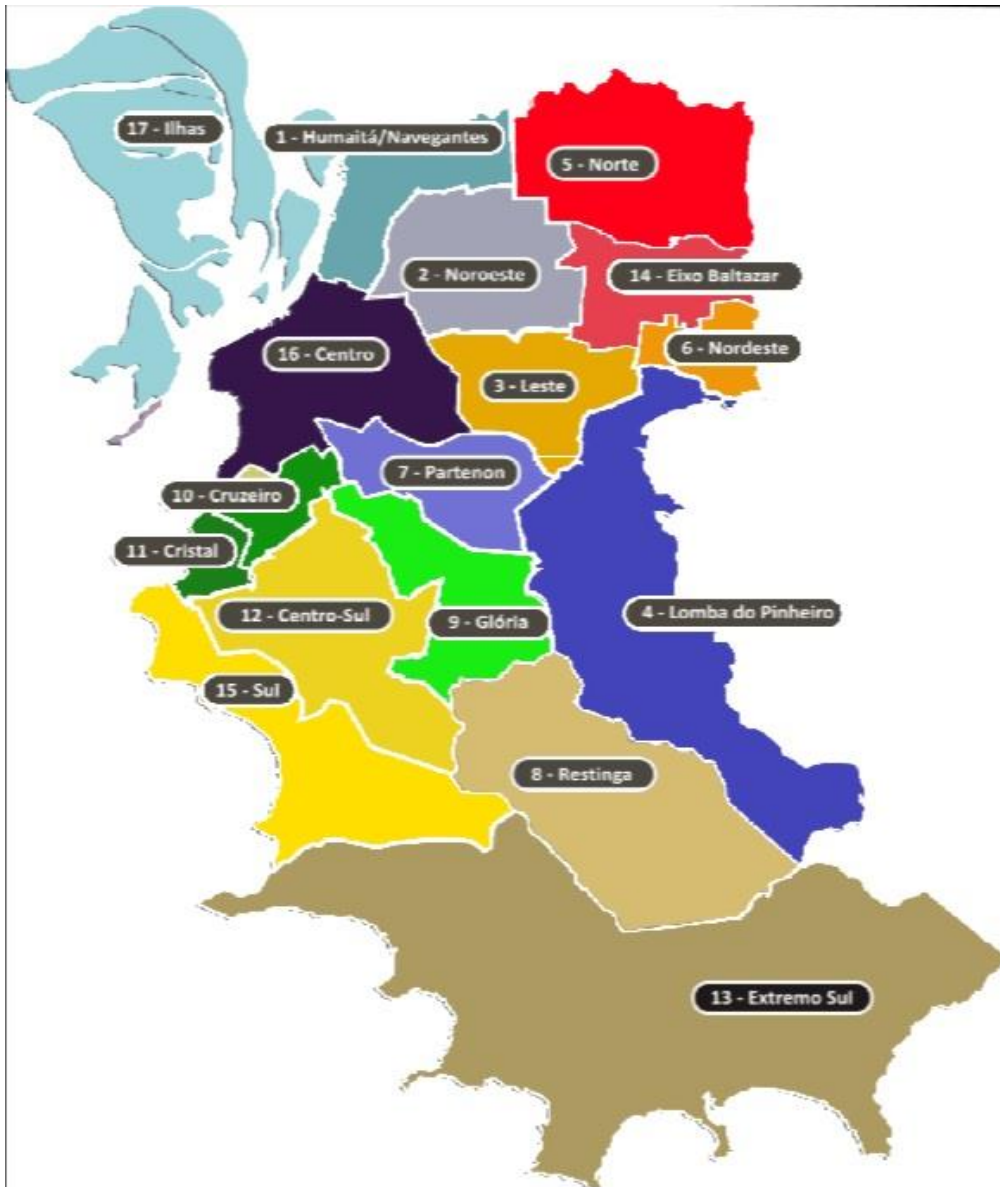 17 - Ilhas
1 - Humaitá/Navegantes
5 - Norte
2 - Noroeste
14 - Eixo Baltazar
16 - Centro
6 - Nordeste
3 - Leste
7 - Partenon
10 - Cruzeiro
11 - Cristal
12 - Centro-Sul
9 - Glória
4 - Lomba do Pinheiro
15 - Sul
8 - Restinga
13 - Extremo Sul